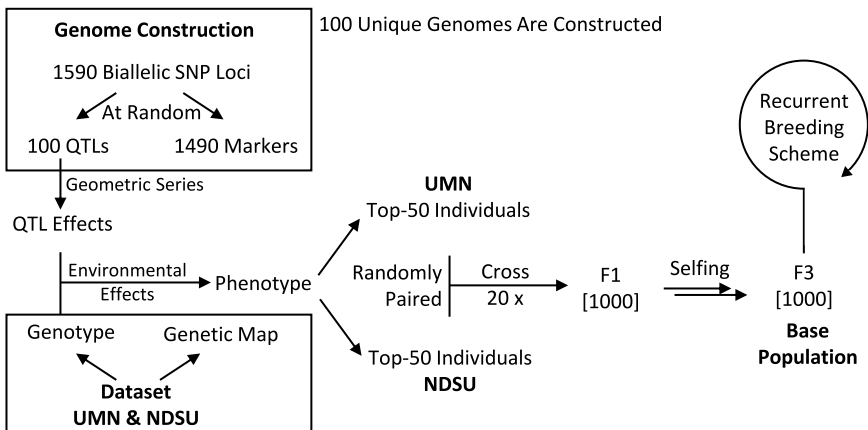 Genome Construction
1590 Biallelic SNP Loci
At Random
100 QTLs
1490 Markers
Geometric Series
QTL Effects
Environmental
Effects
Genotype
Genetic Map
Dataset
UMN & NDSU
100 Unique Genomes Are Constructed
Phenotype
UMN
Top-50 Individuals
Randomly
Paired
Cross
20 x
Top-50 Individuals
NDSU
F1
[1000]
Selfing
F3
[1000]
Base
Population
Recurrent
Breeding
Scheme